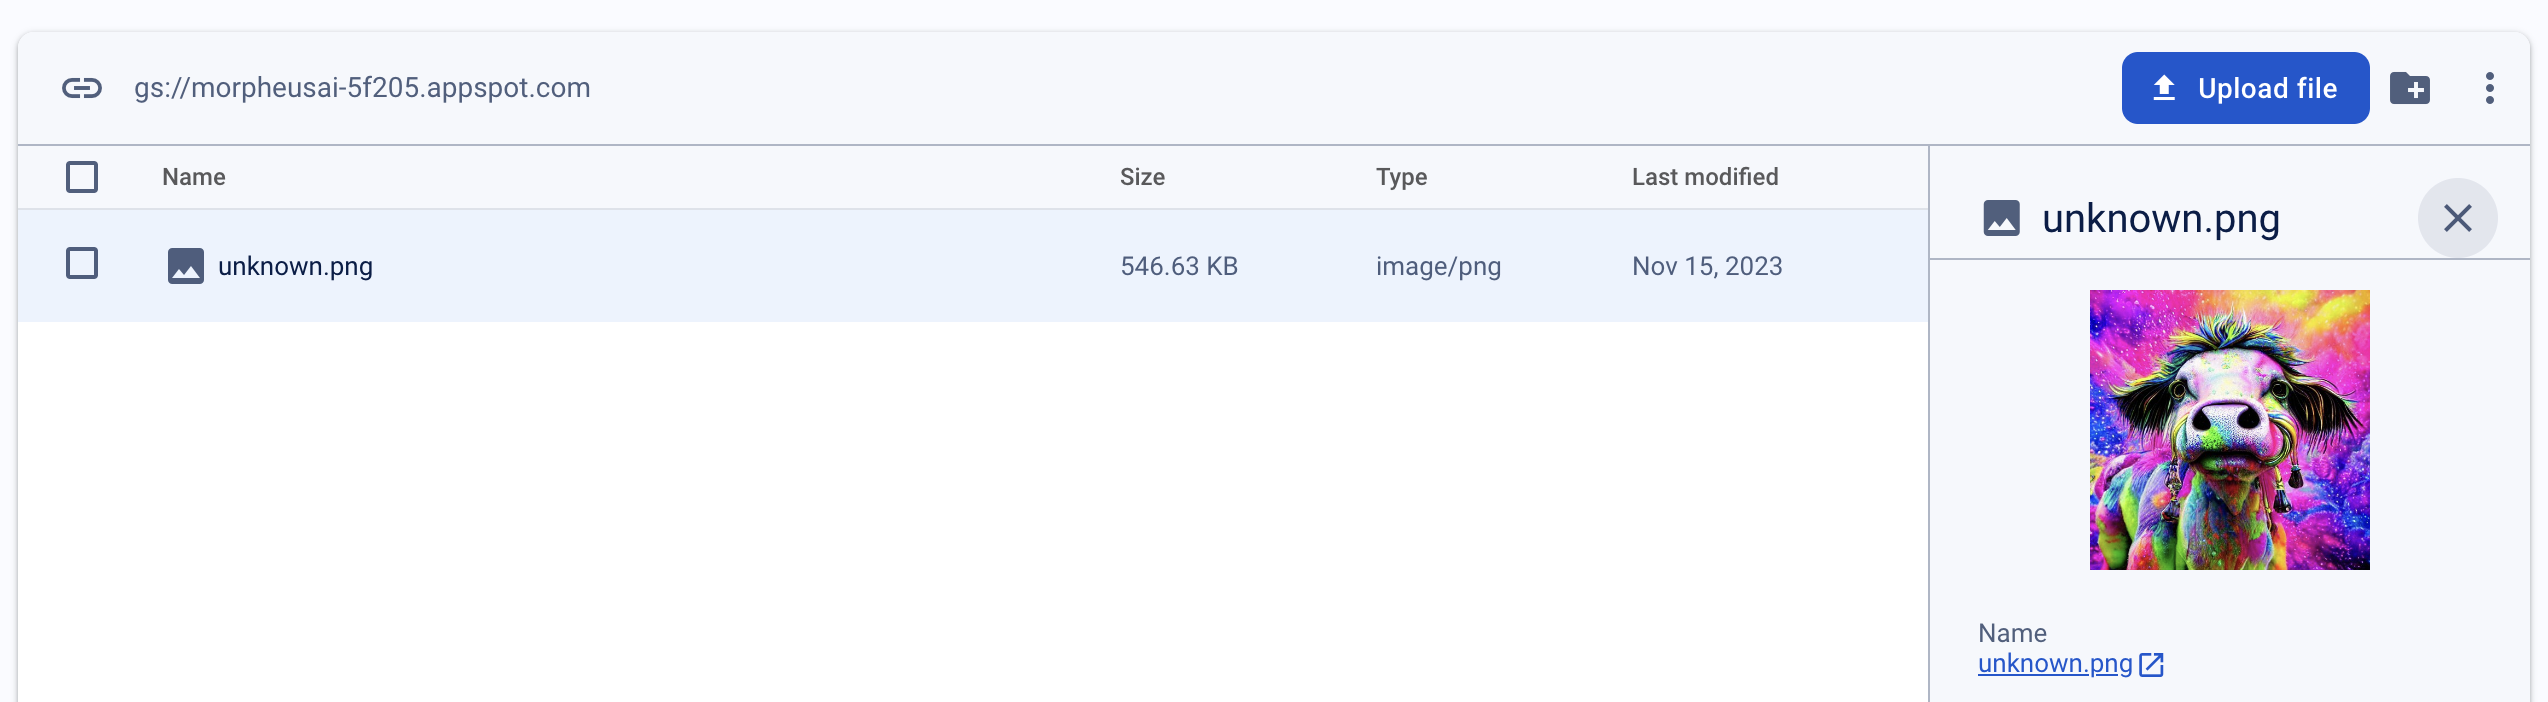 gs://morpheusai-5f205.appspot.com
Upload file
Name Size Type Last modified
unknown.png 546.63 KB image/png Nov 15, 2023
unknown.png
Name
unknown.png